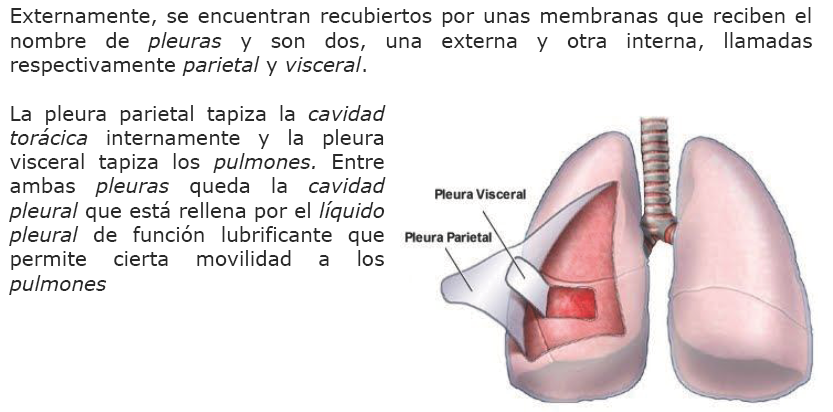 Externamente, se encuentran recubiertos por unas membranas que reciben el
nombre de pleuras y son dos, una externa y otra interna, llamadas
respectivamente parietal y visceral.
La pleura parietal tapiza la cavidad
torácica internamente y la pleura
visceral tapiza los pulmones. Entre
ambas pleuras queda la cavidad
pleural que está rellena por el líquido
pleural de función lubrificante que
permite cierta movilidad a los
pulmones
Pleura Visceral
Pleura Parietal